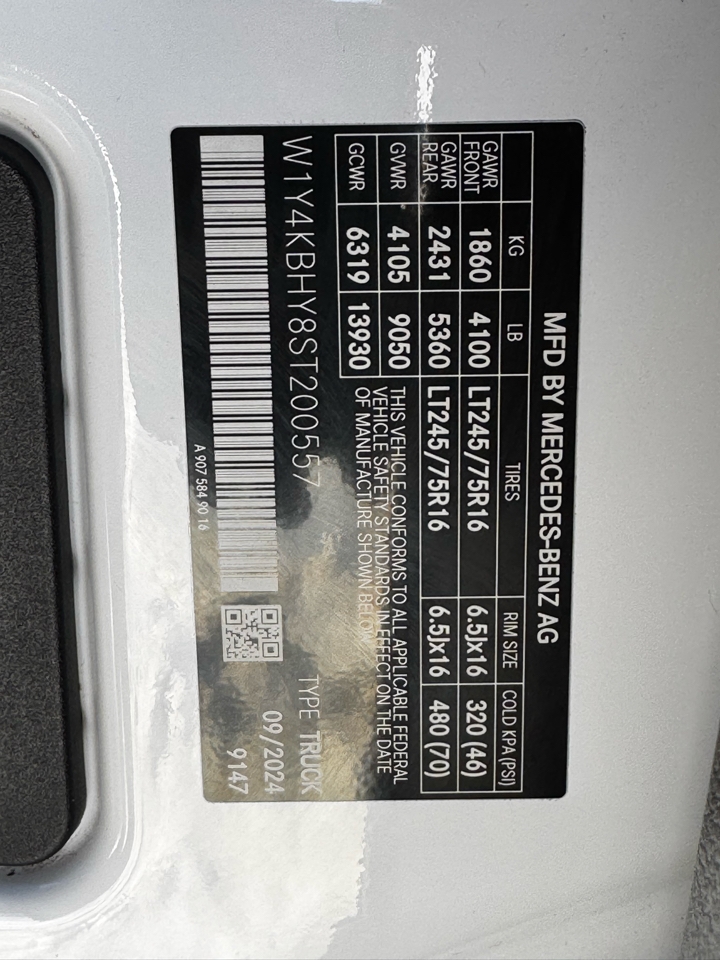 MFD BY MERCEDES-BENZ AG
KG LB TIRES RIM SIZE COLD KPA (PSI)
GAWR FRONT 1860 4100 LT245/75R16 6.5Jx16 320 (46)
GAWR REAR 2431 5360 LT245/75R16 6.5Jx16 480 (70)
GVWR 4105 9050
GCWR 6319 13930
THIS VEHICLE CONFORMS TO ALL APPLICABLE FEDERAL
VEHICLE SAFETY STANDARDS IN EFFECT ON THE DATE
OF MANUFACTURE SHOWN BELOW
W1Y4KBHY8ST200557
TYPE TRUCK
09/2024
9147
A 907 584 90 16